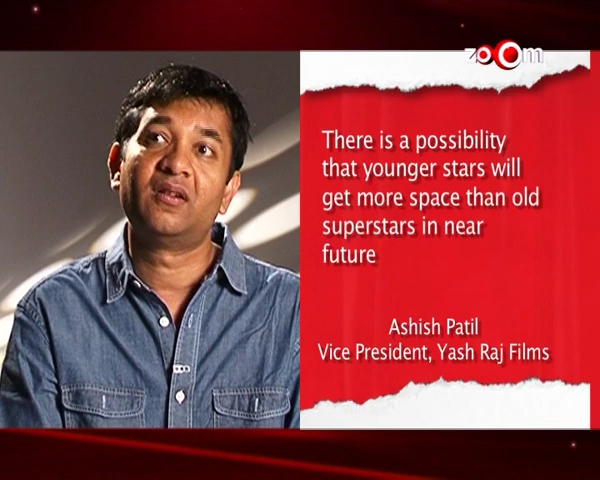 zoom
There is a possibility
that younger stars will
get more space than old
superstars in near
future
Ashish Patil
Vice President, Yash Raj Films